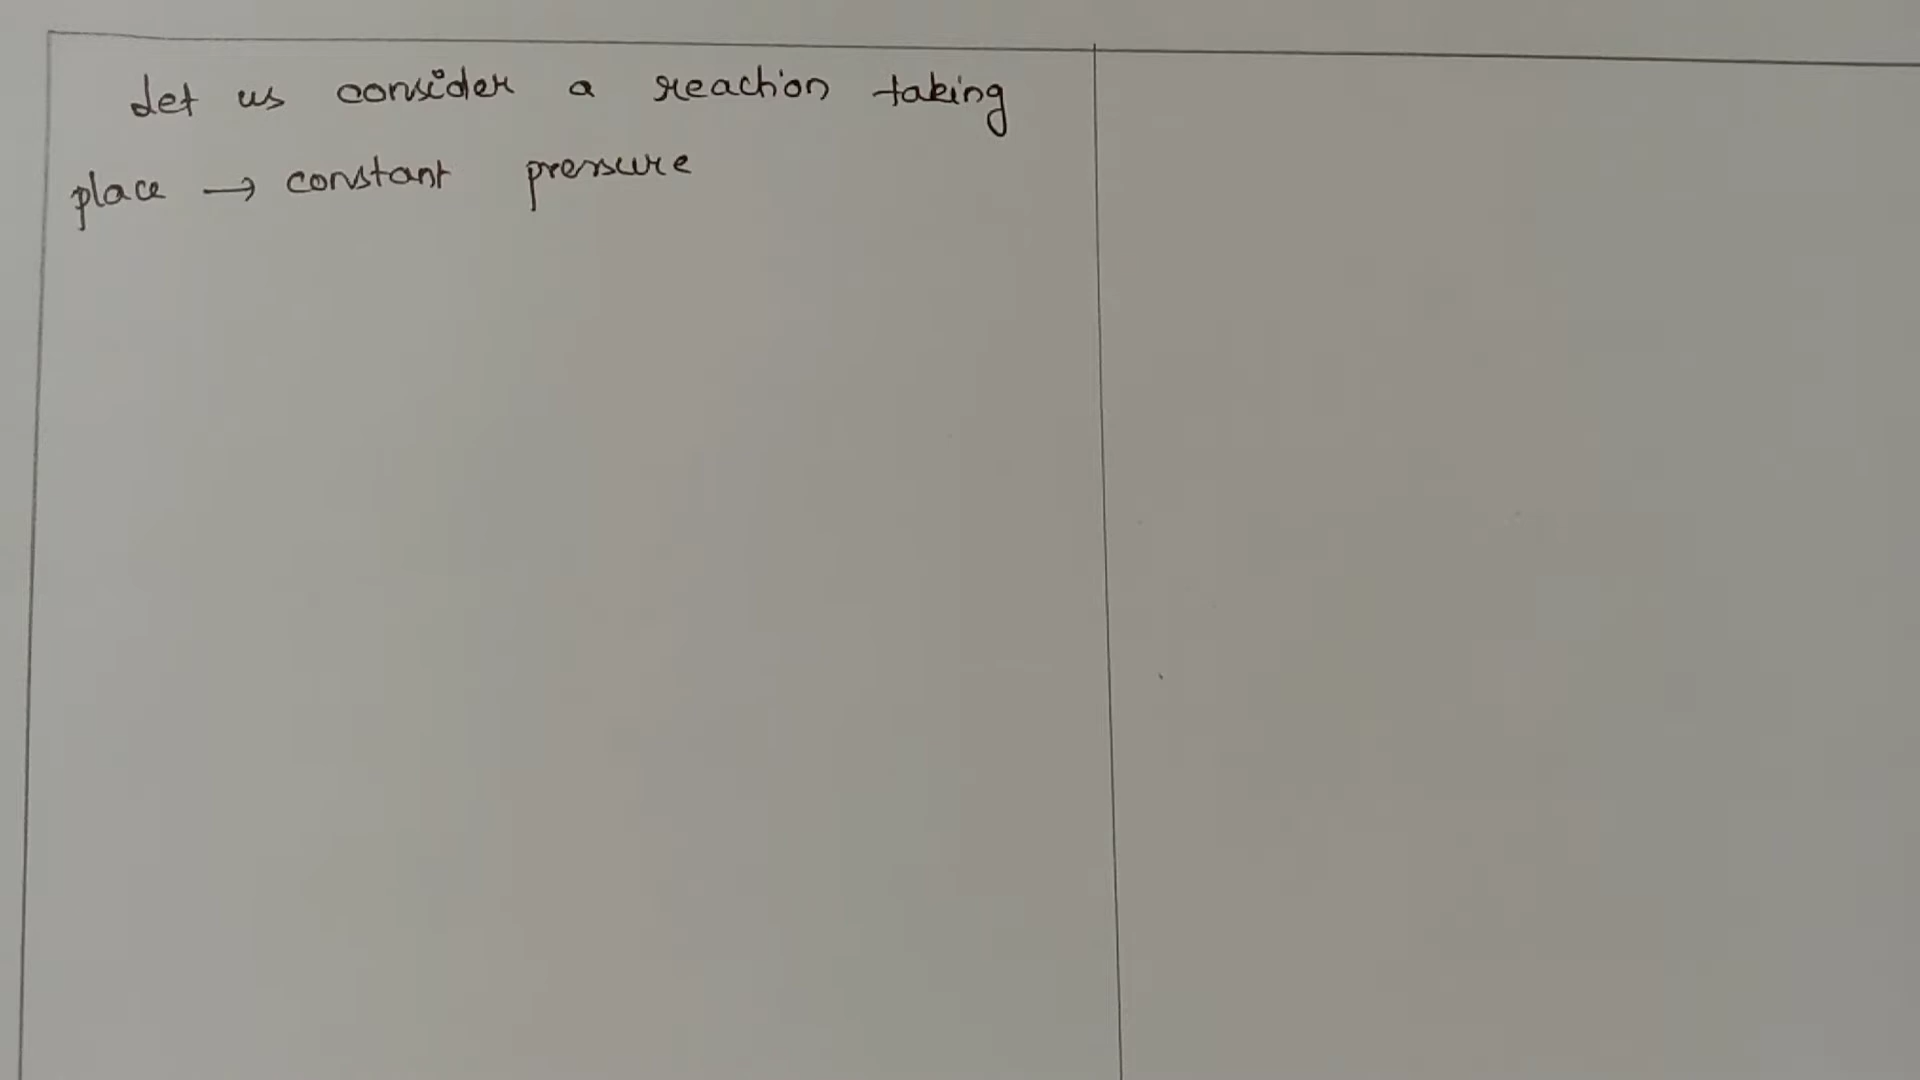 Let us consider a reaction taking
place → constant pressure